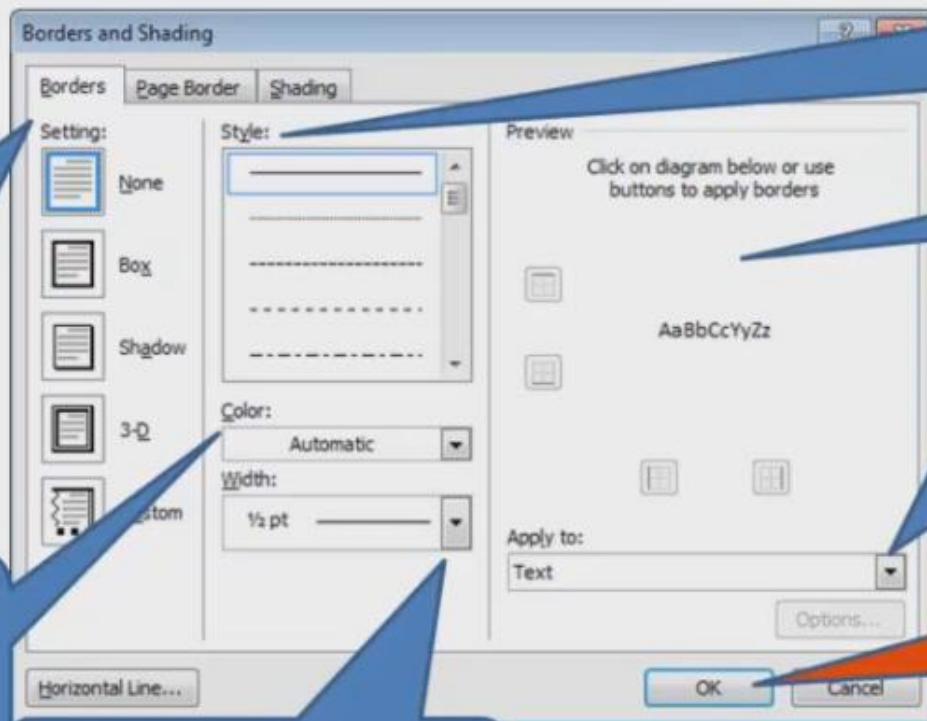 Borders and Shading
Borders Page Border Shading
Setting:
None
Box
Shadow
3-D
Style:
Color:
Automatic
Width:
½ pt
Preview
Click on diagram below or use
buttons to apply borders
AaBbCcYyZz
Apply to:
Text
Options...
Horizontal Line...
OK
Cancel